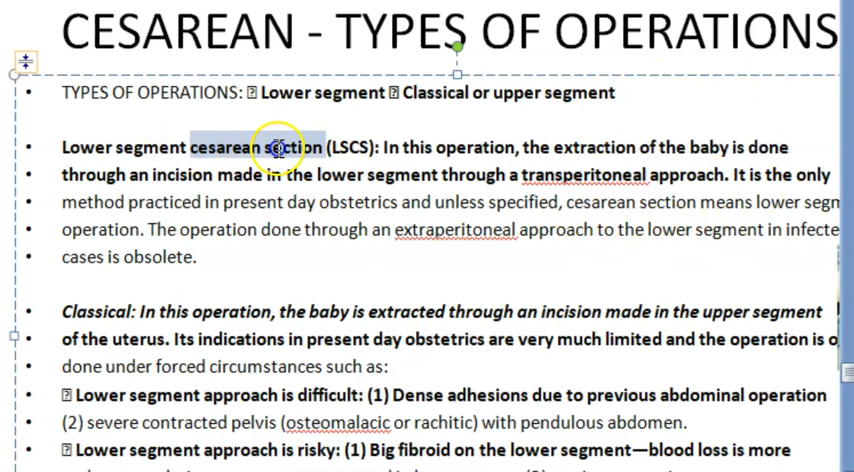 CESAREAN - TYPES OF OPERATIONS
TYPES OF OPERATIONS: Lower segment Classical or upper segment
Lower segment cesarean section (LSCS): In this operation, the extraction of the baby is done
through an incision made in the lower segment through a transperitoneal approach. It is the only
method practiced in present day obstetrics and unless specified, cesarean section means lower segm
operation. The operation done through an extraperitoneal approach to the lower segment in infecte
cases is obsolete.
Classical: In this operation, the baby is extracted through an incision made in the upper segment
of the uterus. Its indications in present day obstetrics are very much limited and the operation is o
done under forced circumstances such as:
Lower segment approach is difficult: (1) Dense adhesions due to previous abdominal operation
(2) severe contracted pelvis (osteomalacic or rachitic) with pendulous abdomen.
Lower segment approach is risky: (1) Big fibroid on the lower segment—blood loss is more